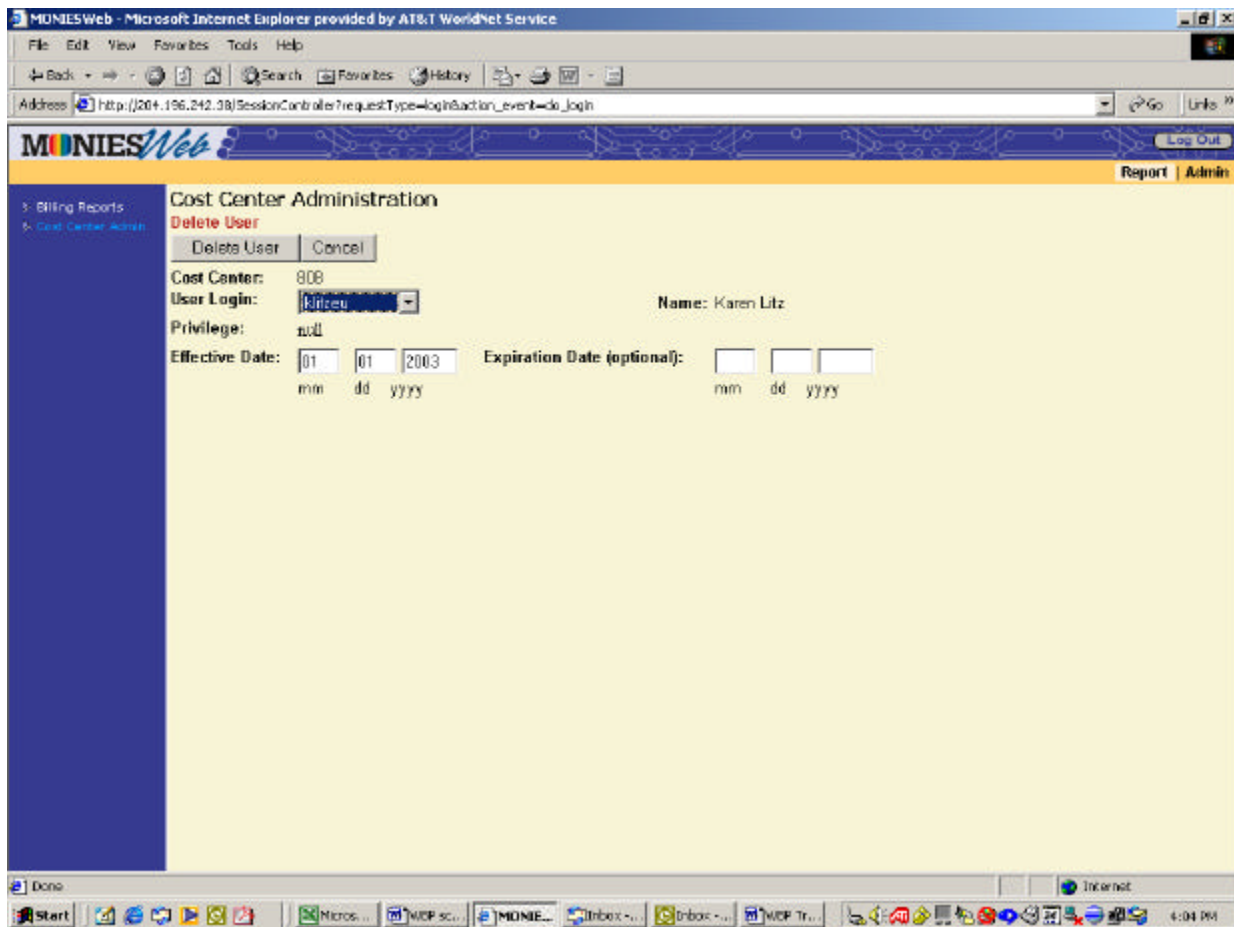 MONIESWeb - Microsoft Internet Explorer provided by AT&T WorldNet Service
File Edit View Favorites Tools Help
Back Search Favorites History
Address http://204.196.242.38/SessionController?requestType=login&action_event=do_login Go Links »
MONIESWeb Log Out
Report | Admin
Billing Reports
Cost Center Admin
Cost Center Administration
Delete User
Delete User Cancel
Cost Center: 808
User Login: klitzeu Name: Karen Litz
Privilege: null
Effective Date: 01 01 2003 Expiration Date (optional):
mm dd yyyy mm dd yyyy
Done Internet
Start Micros... WBP sc... MONIE... Inbox -... Inbox -... WBP Tr... 4:04 PM